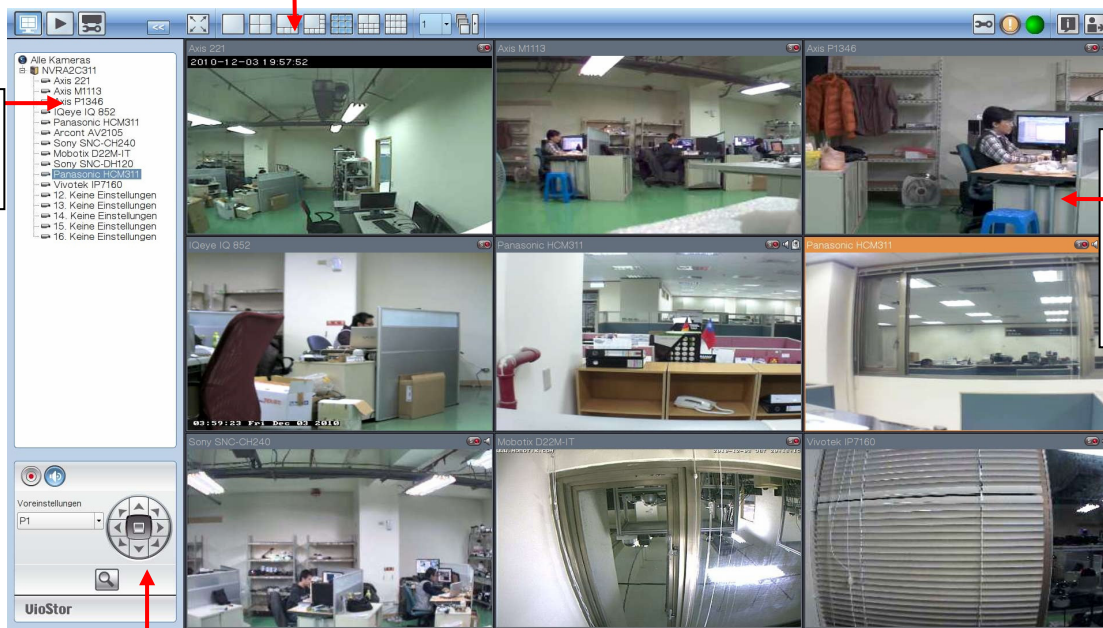 <<
1
Alle Kameras
NVRA2C311
Axis 221
Axis M1113
Axis P1346
IQeye IQ 852
Panasonic HCM311
Arcont AV2105
Sony SNC-CH240
Mobotix D22M-IT
Sony SNC-DH120
Panasonic HCM311
Vivotek IP7160
12. Keine Einstellungen
13. Keine Einstellungen
14. Keine Einstellungen
15. Keine Einstellungen
16. Keine Einstellungen
Voreinstellungen
P1
VioStor
Axis 221
2010-12-03 19:57:52
Axis M1113
Axis P1346
IQeye IQ 852
03:59:23 Fri Dec 03 2010
Panasonic HCM311
Panasonic HCM311
Sony SNC-CH240
Mobotix D22M-IT
WWW.MOBOTIX.COM
Vivotek IP7160